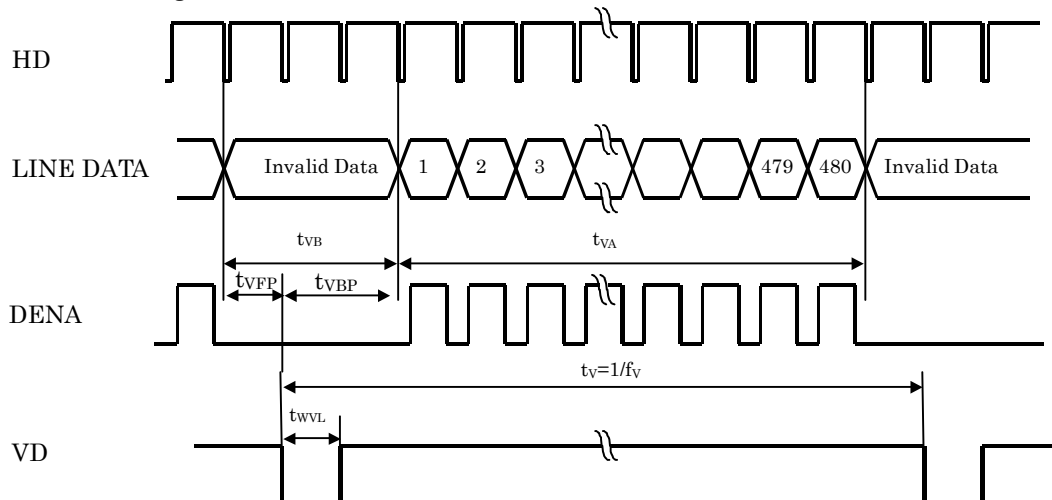 HD
LINE DATA Invalid Data 1 2 3 479 480 Invalid Data
tVB tVA
tVFP tVBP
DENA
tV=1/fV
tWVL
VD